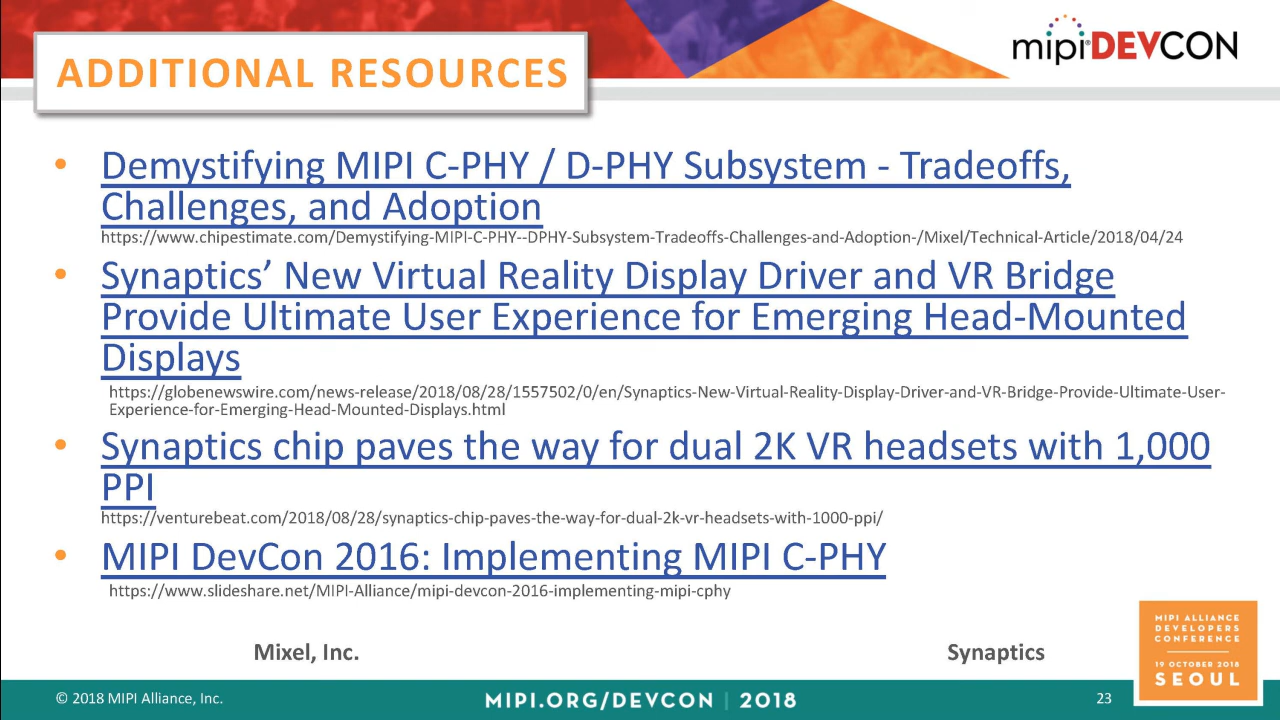 mipi DEVCON
ADDITIONAL RESOURCES
• Demystifying MIPI C-PHY / D-PHY Subsystem - Tradeoffs,
Challenges, and Adoption
https://www.chipestimate.com/Demystifying-MIPI-C-PHY--DPHY-Subsystem-Tradeoffs-Challenges-and-Adoption-/Mixel/Technical-Article/2018/04/24
• Synaptics’ New Virtual Reality Display Driver and VR Bridge
Provide Ultimate User Experience for Emerging Head-Mounted
Displays
https://globenewswire.com/news-release/2018/08/28/1557502/0/en/Synaptics-New-Virtual-Reality-Display-Driver-and-VR-Bridge-Provide-Ultimate-User-
Experience-for-Emerging-Head-Mounted-Displays.html
• Synaptics chip paves the way for dual 2K VR headsets with 1,000
PPI
https://venturebeat.com/2018/08/28/synaptics-chip-paves-the-way-for-dual-2k-vr-headsets-with-1000-ppi/
• MIPI DevCon 2016: Implementing MIPI C-PHY
https://www.slideshare.net/MIPI-Alliance/mipi-devcon-2016-implementing-mipi-cphy
Mixel, Inc.
Synaptics
MIPI ALLIANCE
DEVELOPERS
CONFERENCE
19 OCTOBER 2018
SEOUL
© 2018 MIPI Alliance, Inc.
MIPI.ORG/DEVCON | 2018
23